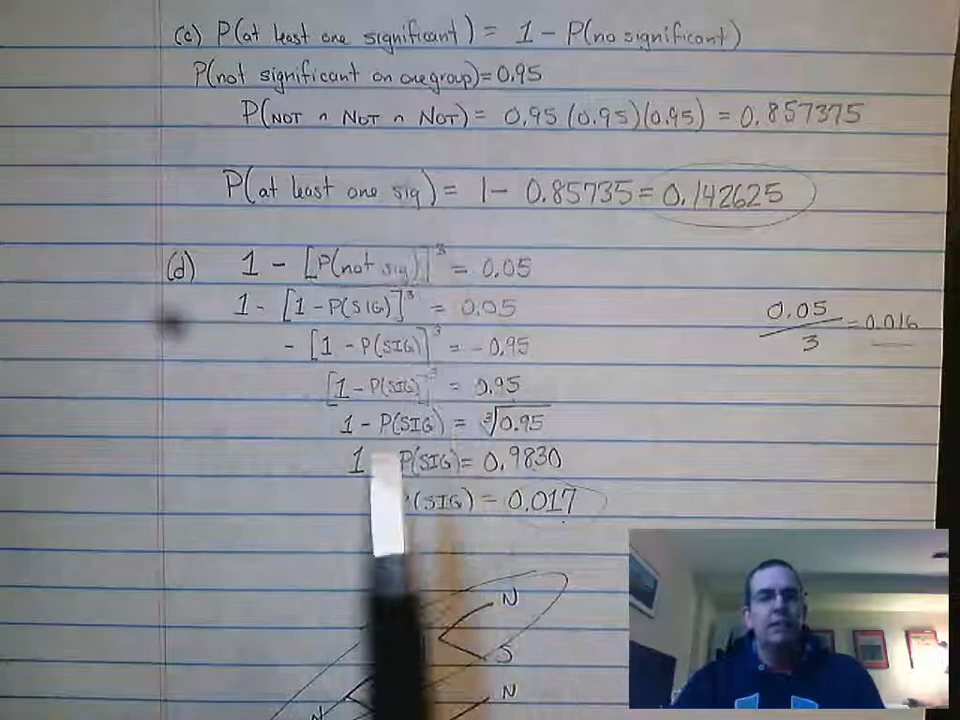 (c) P(at least one significant) = 1 - P(no significant)
P(not significant on one group) = 0.95
P(NOT ∩ NOT ∩ NOT) = 0.95 (0.95)(0.95) = 0.857375
P(at least one sig) = 1 - 0.85735 = 0.142625
(d) 1 - [P(not sig)]³ = 0.05
1 - [1 - P(SIG)]³ = 0.05
- [1 - P(SIG)]³ = -0.95
[1 - P(SIG)]³ = 0.95
1 - P(SIG) = ∛0.95
1 P(SIG) = 0.9830
(SIG) = 0.017
0.05/3 = 0.016
N
S
N
N